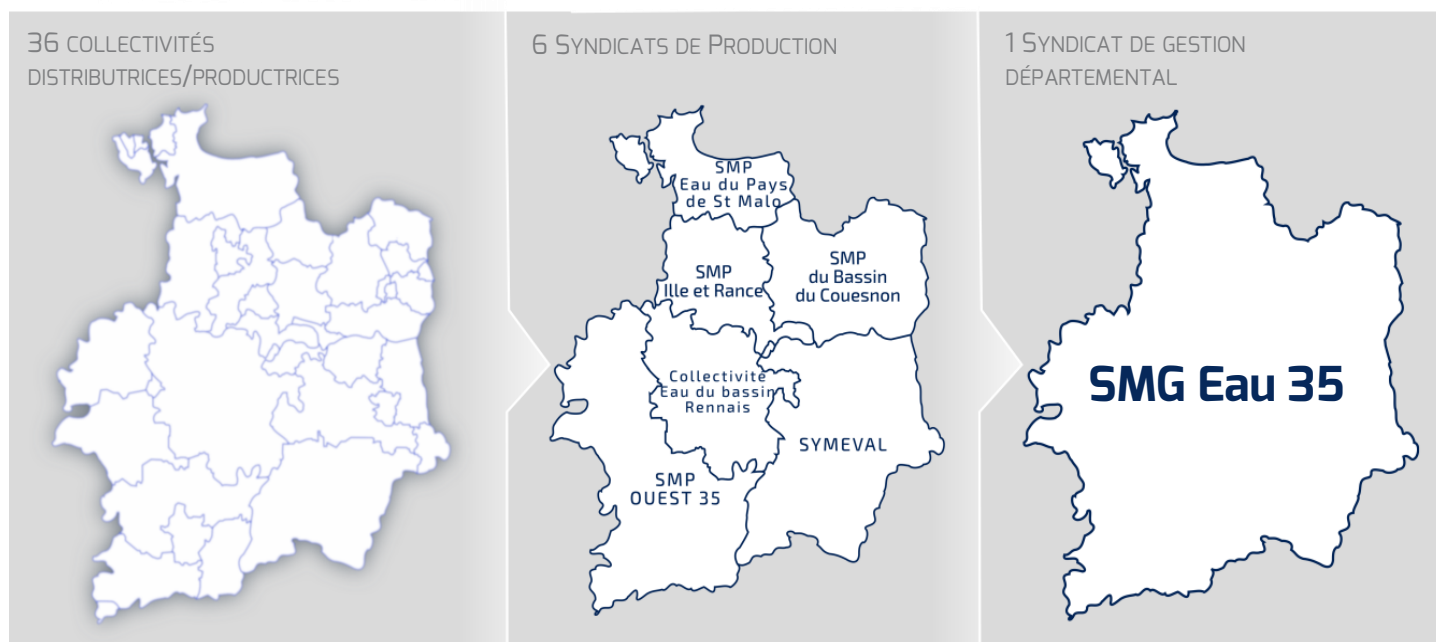 36 COLLECTIVITÉS
DISTRIBUTRICES/PRODUCTRICES
6 SYNDICATS DE PRODUCTION
1 SYNDICAT DE GESTION
DÉPARTEMENTAL
SMP
Eau du Pays
de St Malo
SMP
Ille et Rance
SMP
du Bassin
du Couesnon
Collectivité
Eau du bassin
Rennais
SYMEVAL
SMP
OUEST 35
SMG Eau 35